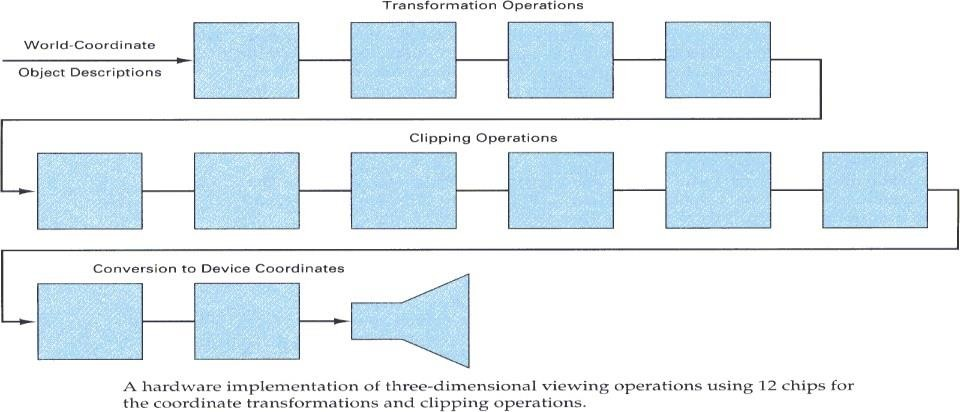 Transformation Operations
World-Coordinate
Object Descriptions
Clipping Operations
Conversion to Device Coordinates
A hardware implementation of three-dimensional viewing operations using 12 chips for
the coordinate transformations and clipping operations.